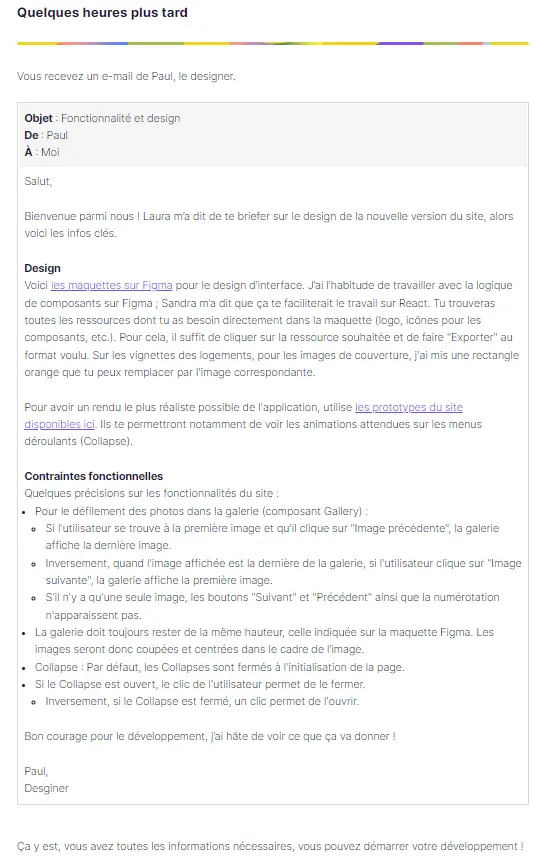 Quelques heures plus tard
Vous recevez un e-mail de Paul, le designer.
Objet : Fonctionnalité et design
De : Paul
À : Moi
Salut,
Bienvenue parmi nous ! Laura m'a dit de te briefer sur le design de la nouvelle version du site, alors
voici les infos clés.
Design
Voici les maquettes sur Figma pour le design d'interface. J'ai l'habitude de travailler avec la logique
de composants sur Figma ; Sandra m'a dit que ça te faciliterait le travail sur React. Tu trouveras
toutes les ressources dont tu as besoin directement dans la maquette (logo, icônes pour les
composants, etc.). Pour cela, il suffit de cliquer sur la ressource souhaitée et de faire "Exporter" au
format voulu. Sur les vignettes des logements, pour les images de couverture, j'ai mis une rectangle
orange que tu peux remplacer par l'image correspondante.
Pour avoir un rendu le plus réaliste possible de l'application, utilise les prototypes du site
disponibles ici. Ils te permettront notamment de voir les animations attendues sur les menus
déroulants (Collapse).
Contraintes fonctionnelles
Quelques précisions sur les fonctionnalités du site :
• Pour le défilement des photos dans la galerie (composant Gallery) :
◦ Si l'utilisateur se trouve à la première image et qu'il clique sur "Image précédente", la galerie
affiche la dernière image.
◦ Inversement, quand l'image affichée est la dernière de la galerie, si l'utilisateur clique sur "Image
suivante", la galerie affiche la première image.
◦ S'il n'y a qu'une seule image, les boutons "Suivant" et "Précédent" ainsi que la numérotation
n'apparaissent pas.
• La galerie doit toujours rester de la même hauteur, celle indiquée sur la maquette Figma. Les
images seront donc coupées et centrées dans le cadre de l'image.
• Collapse : Par défaut, les Collapses sont fermés à l'initialisation de la page.
• Si le Collapse est ouvert, le clic de l'utilisateur permet de le fermer.
◦ Inversement, si le Collapse est fermé, un clic permet de l'ouvrir.
Bon courage pour le développement, j'ai hâte de voir ce que ça va donner !
Paul,
Desginer
Ça y est, vous avez toutes les informations nécessaires, vous pouvez démarrer votre développement !